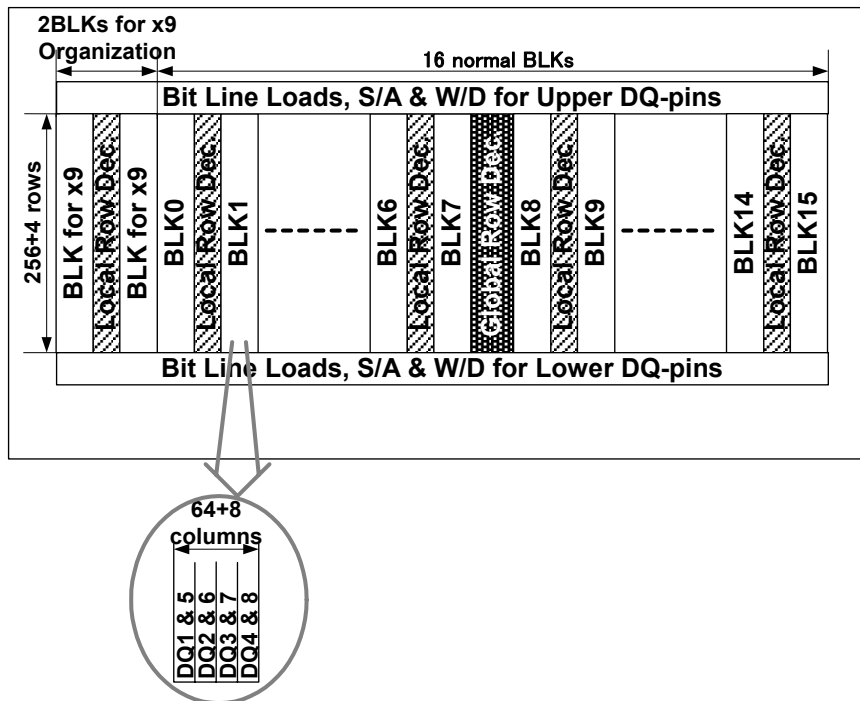 2BLKs for x9
Organization
16 normal BLKs
Bit Line Loads, S/A & W/D for Upper DQ-pins
256+4 rows
BLK for x9
Local Row Dec.
BLK for x9
BLK0
Local Row Dec.
BLK1
BLK6
Local Row Dec.
BLK7
Global Row Dec.
BLK8
Local Row Dec.
BLK9
BLK14
Local Row Dec.
BLK15
Bit Line Loads, S/A & W/D for Lower DQ-pins
64+8
columns
DQ1 & 5
DQ2 & 6
DQ3 & 7
DQ4 & 8